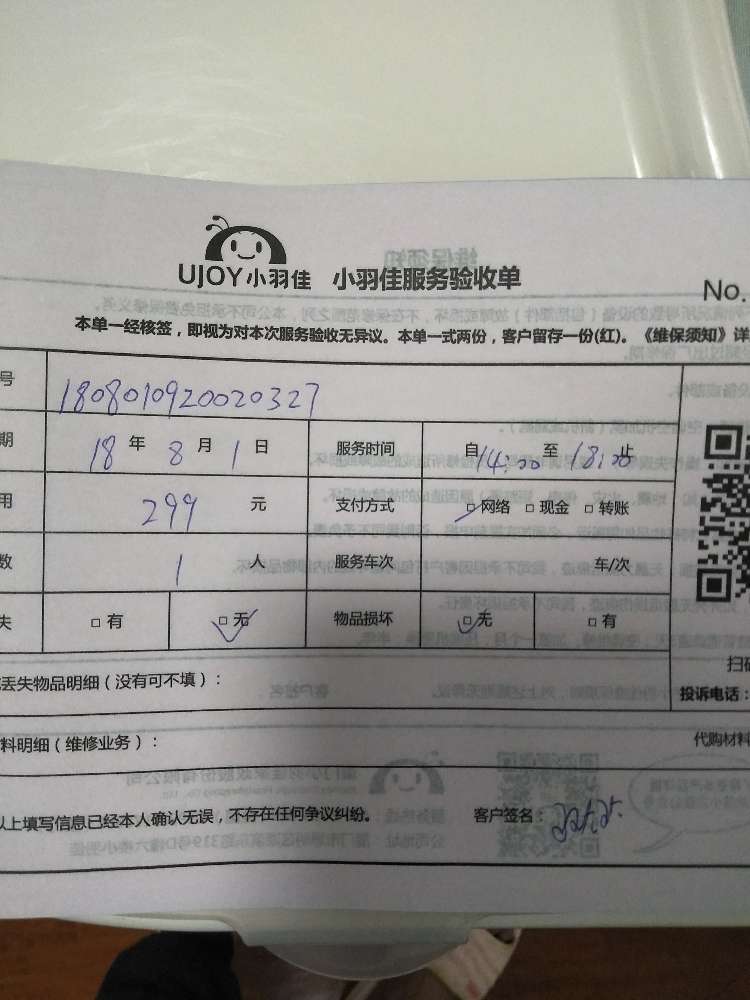 UJOY小羽佳 小羽佳服务验收单
No.
本单一经核签，即视为对本次服务验收无异议。本单一式两份，客户留存一份(红)。《维保须知》详
号 1808010920020327
期 18 年 8 月 1 日 服务时间 自 14:00 至 18:00 止
用 299 元 支付方式 □网络 □现金 □转账
数 1 人 服务车次 车/次
失 □有 □无 物品损坏 □无 □有
扫码
丢失物品明细（没有可不填）：
投诉电话：
料明细（维修业务）：
代购材料
以上填写信息已经本人确认无误，不存在任何争议纠纷。 客户签名：